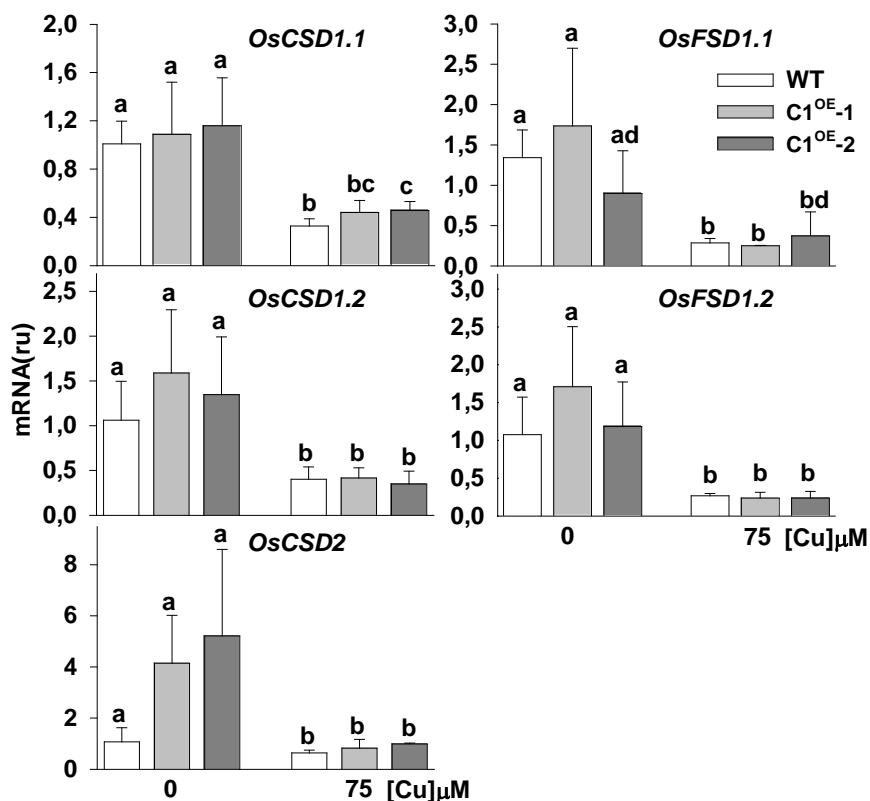 OsCSD1.1
2,0
1,6
1,2
0,8
0,4
0,0
a a a
b bc c
OsFSD1.1
3,0
2,5
2,0
1,5
1,0
0,5
0,0
a a ad
b b bd
WT
C1OE-1
C1OE-2
mRNA(ru)
OsCSD1.2
2,5
2,0
1,5
1,0
0,5
0,0
a a a
b b b
OsFSD1.2
3,0
2,5
2,0
1,5
1,0
0,5
0,0
a a a
b b b
0 75 [Cu]μM
OsCSD2
8
6
4
2
0
a a a
b b b
0 75 [Cu]μM